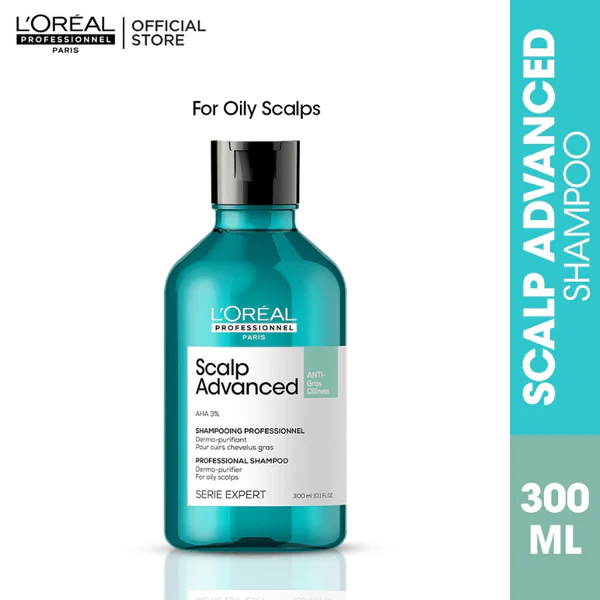 L'ORÉAL
PROFESSIONNEL
PARIS
OFFICIAL
STORE
For Oily Scalps
L'ORÉAL
PROFESSIONNEL
PARIS
Scalp
Advanced
ANTI-
Gras
Oiliness
AHA 3%
SHAMPOOING PROFESSIONNEL
Dermo-purifiant
Pour cuirs chevelus gras
PROFESSIONAL SHAMPOO
Dermo-purifier
For oily scalps
SERIE EXPERT
300 ml 10.1 FL.OZ
SCALP ADVANCED
SHAMPOO
300
ML